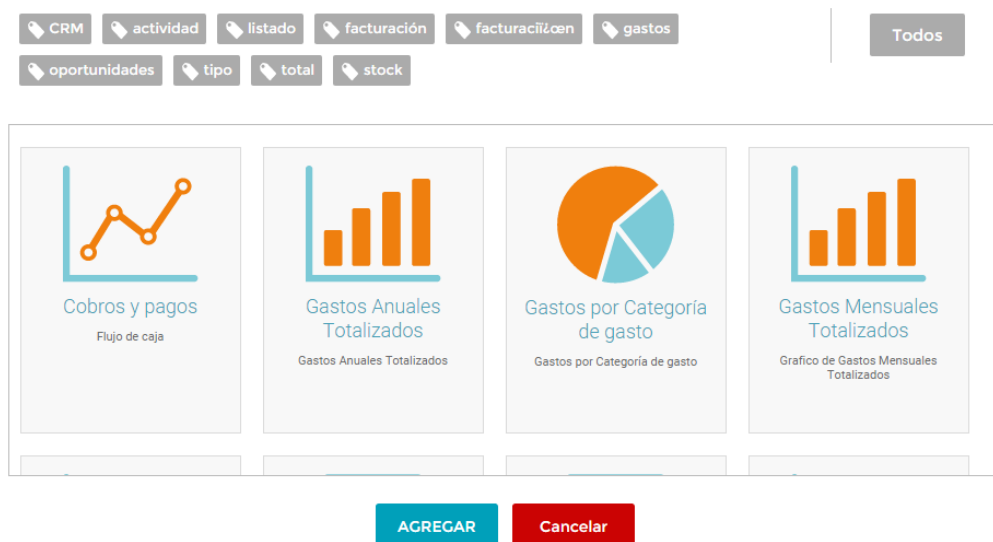 CRM actividad listado facturación facturaciï¿œn gastos
Todos
oportunidades tipo total stock
Cobros y pagos
Flujo de caja
Gastos Anuales
Totalizados
Gastos Anuales Totalizados
Gastos por Categoría
de gasto
Gastos por Categoría de gasto
Gastos Mensuales
Totalizados
Grafico de Gastos Mensuales
Totalizados
AGREGAR Cancelar